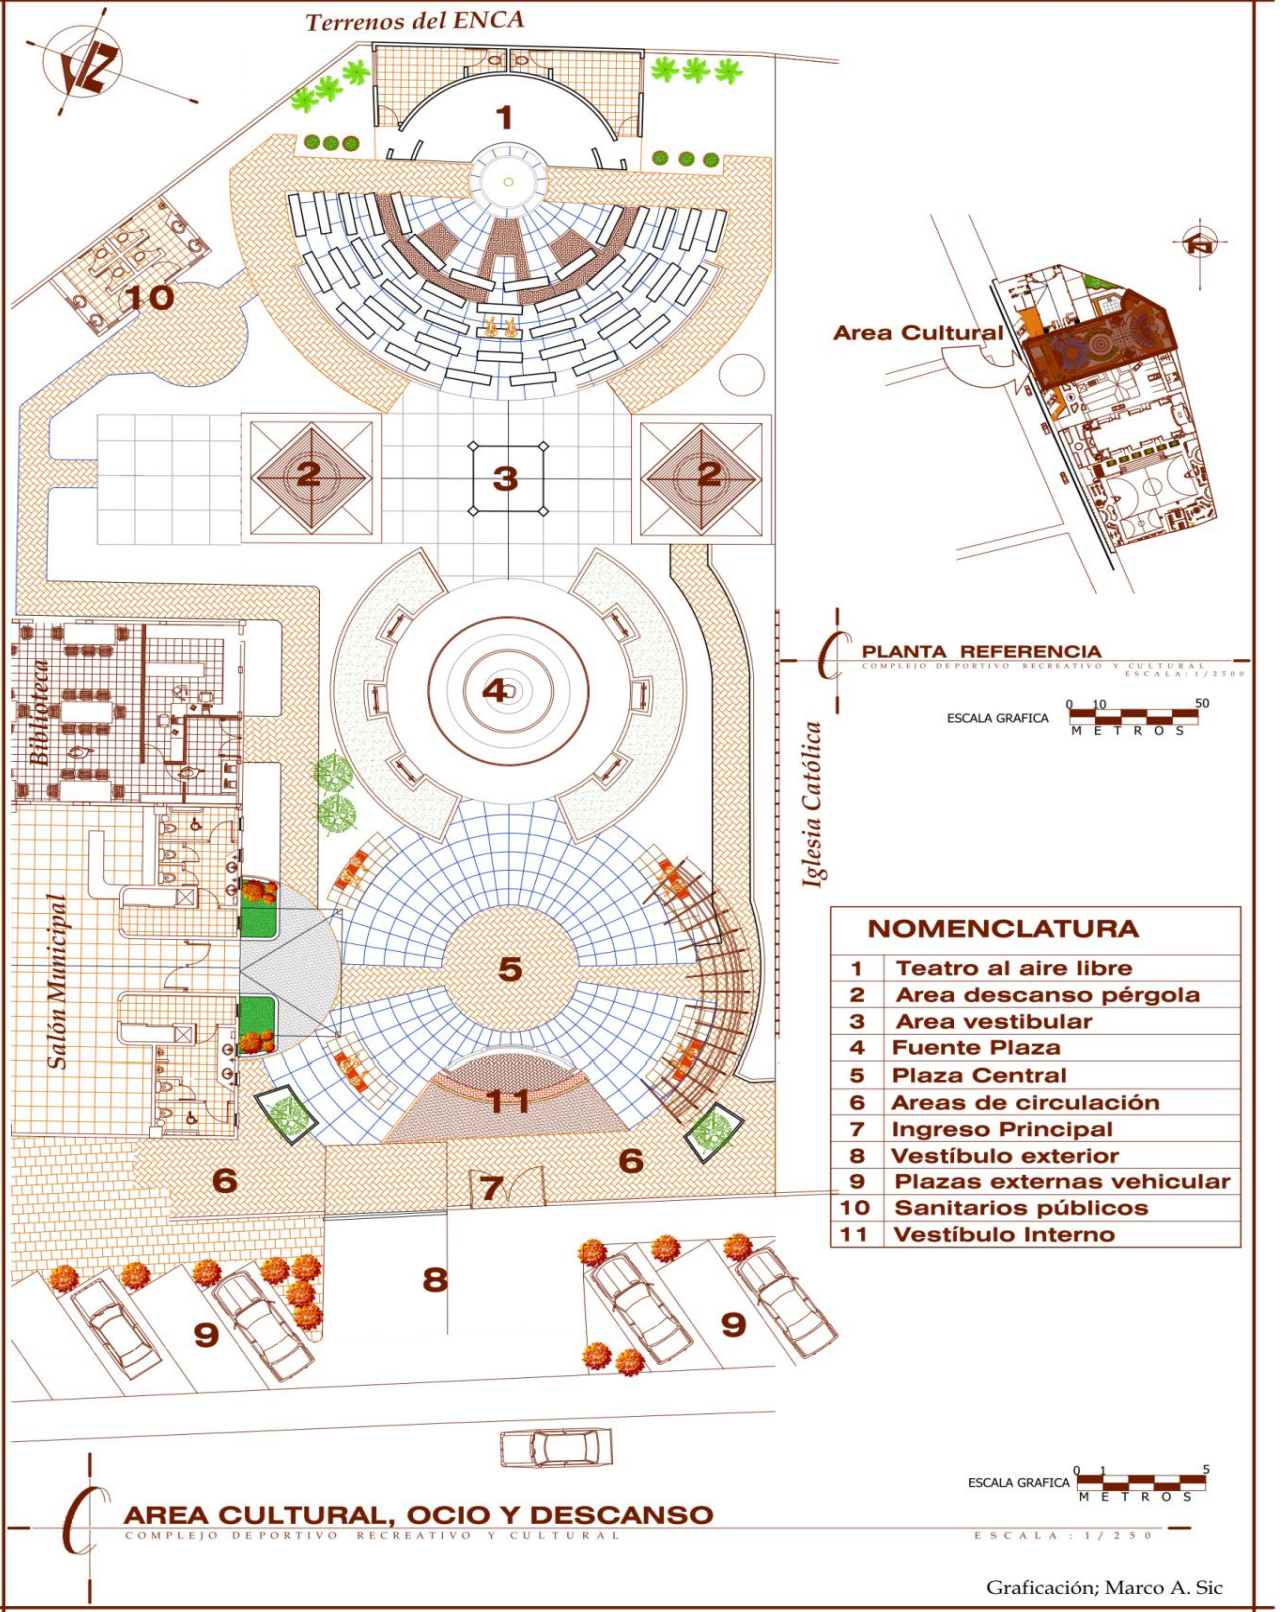 Terrenos del ENCA
N
1
10
2
3
2
4
Biblioteca
Iglesia Católica
Salón Municipal
5
11
6
6
7
8
9
9
N
Area Cultural
PLANTA REFERENCIA
COMPLEJO DEPORTIVO RECREATIVO Y CULTURAL
ESCALA: 1/2500
ESCALA GRAFICA
0 10 50
METROS
NOMENCLATURA
1 Teatro al aire libre
2 Area descanso pérgola
3 Area vestibular
4 Fuente Plaza
5 Plaza Central
6 Areas de circulación
7 Ingreso Principal
8 Vestíbulo exterior
9 Plazas externas vehicular
10 Sanitarios públicos
11 Vestíbulo Interno
AREA CULTURAL, OCIO Y DESCANSO
COMPLEJO DEPORTIVO RECREATIVO Y CULTURAL
ESCALA GRAFICA
0 1 5
METROS
ESCALA : 1/250
Graficación; Marco A. Sic